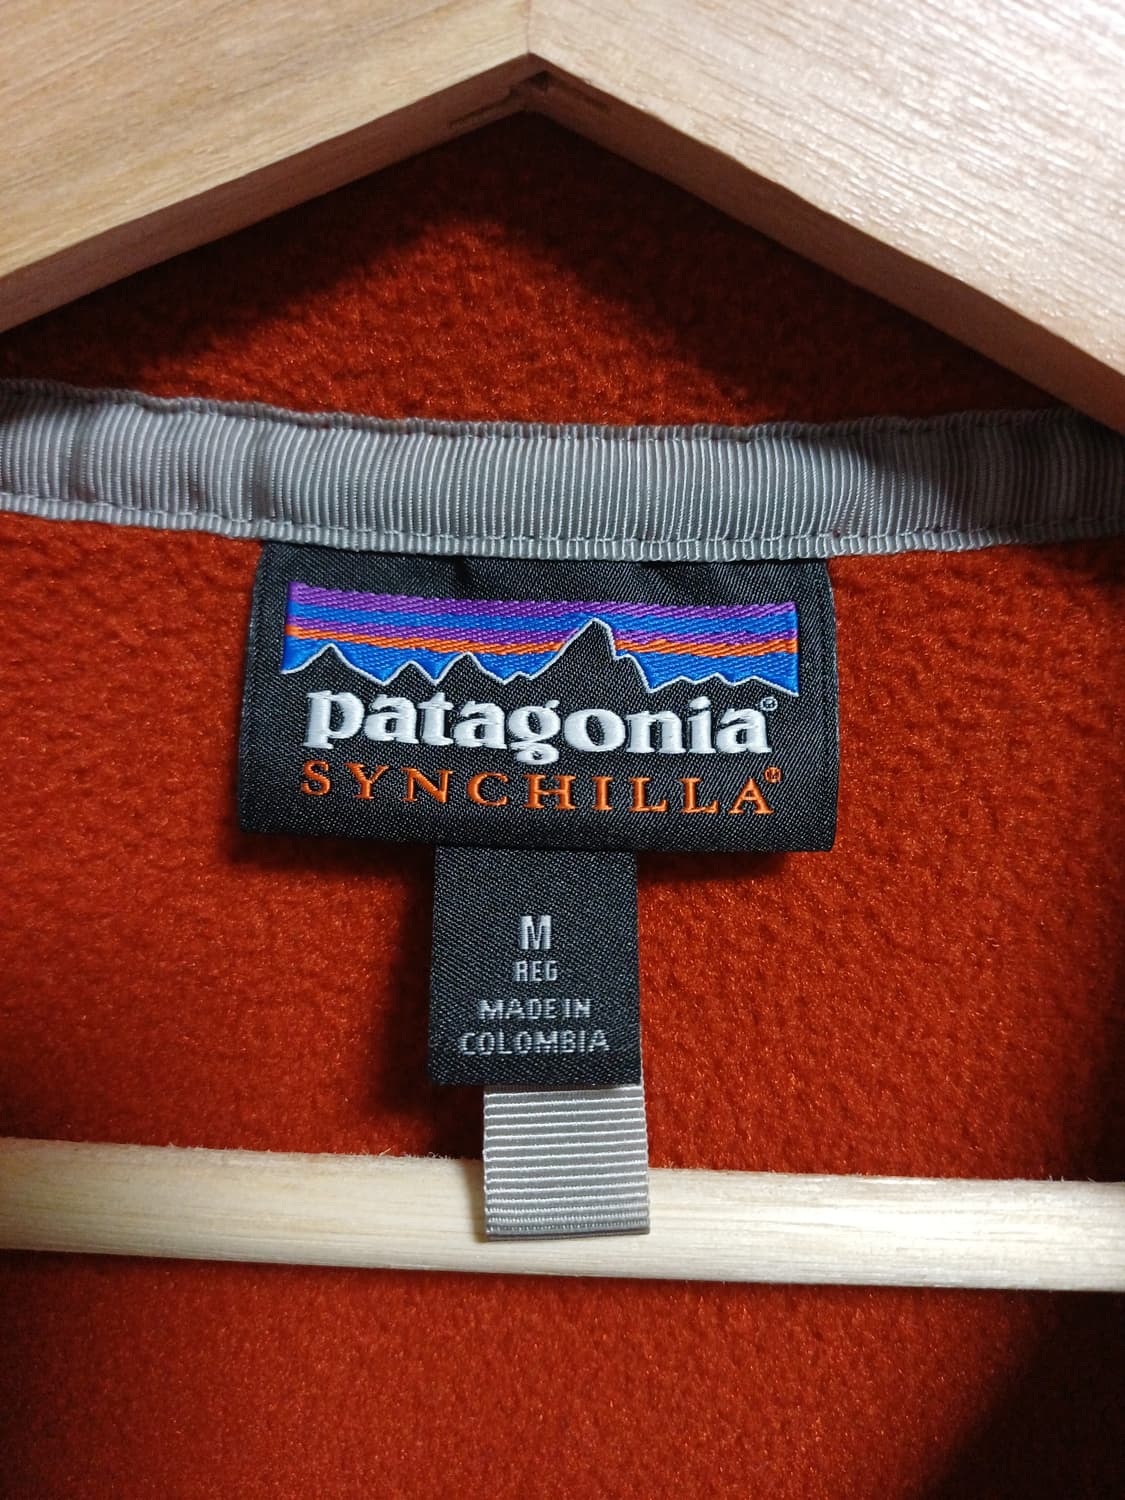 patagonia®
SYNCHILLA®
M
REG
MADE IN
COLOMBIA